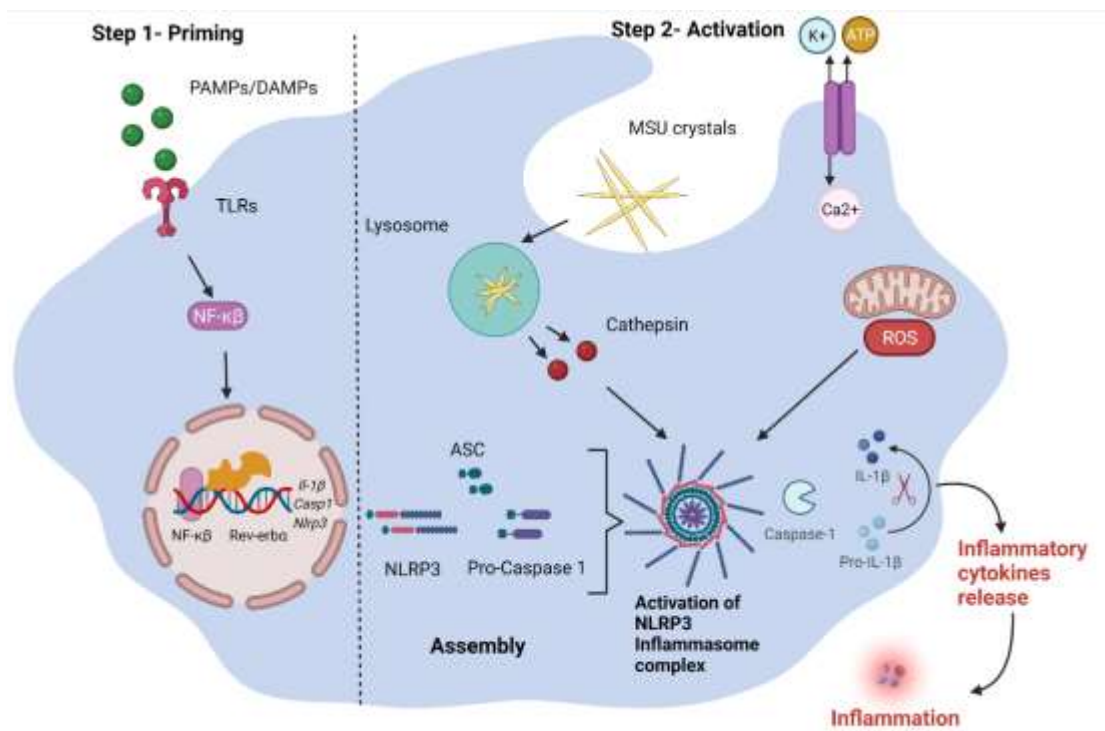 Step 1- Priming
PAMPs/DAMPs
TLRs
NF-κβ
NF-κβ
Rev-erbα
Il-1β
Casp1
Nlrp3
Step 2- Activation
K+
ATP
MSU crystals
Ca2+
Lysosome
Cathepsin
ROS
ASC
NLRP3
Pro-Caspase 1
Assembly
Activation of
NLRP3
Inflammasome
complex
Caspase-1
IL-1β
Pro-IL-1β
Inflammatory
cytokines
release
Inflammation